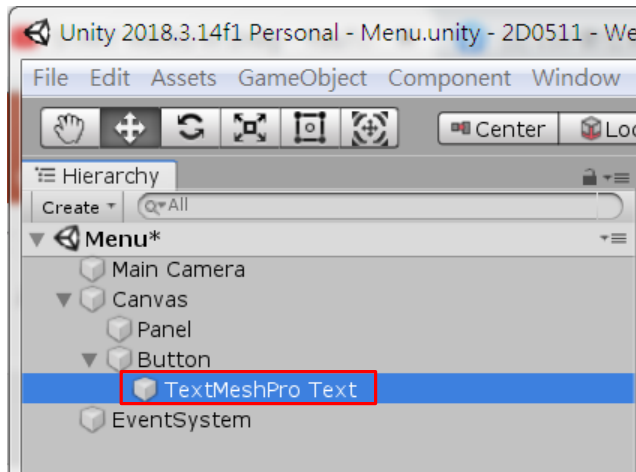 Unity 2018.3.14f1 Personal - Menu.unity - 2D0511 - We
File Edit Assets GameObject Component Window
Center Loc
Hierarchy
Create All
Menu*
Main Camera
Canvas
Panel
Button
TextMeshPro Text
EventSystem